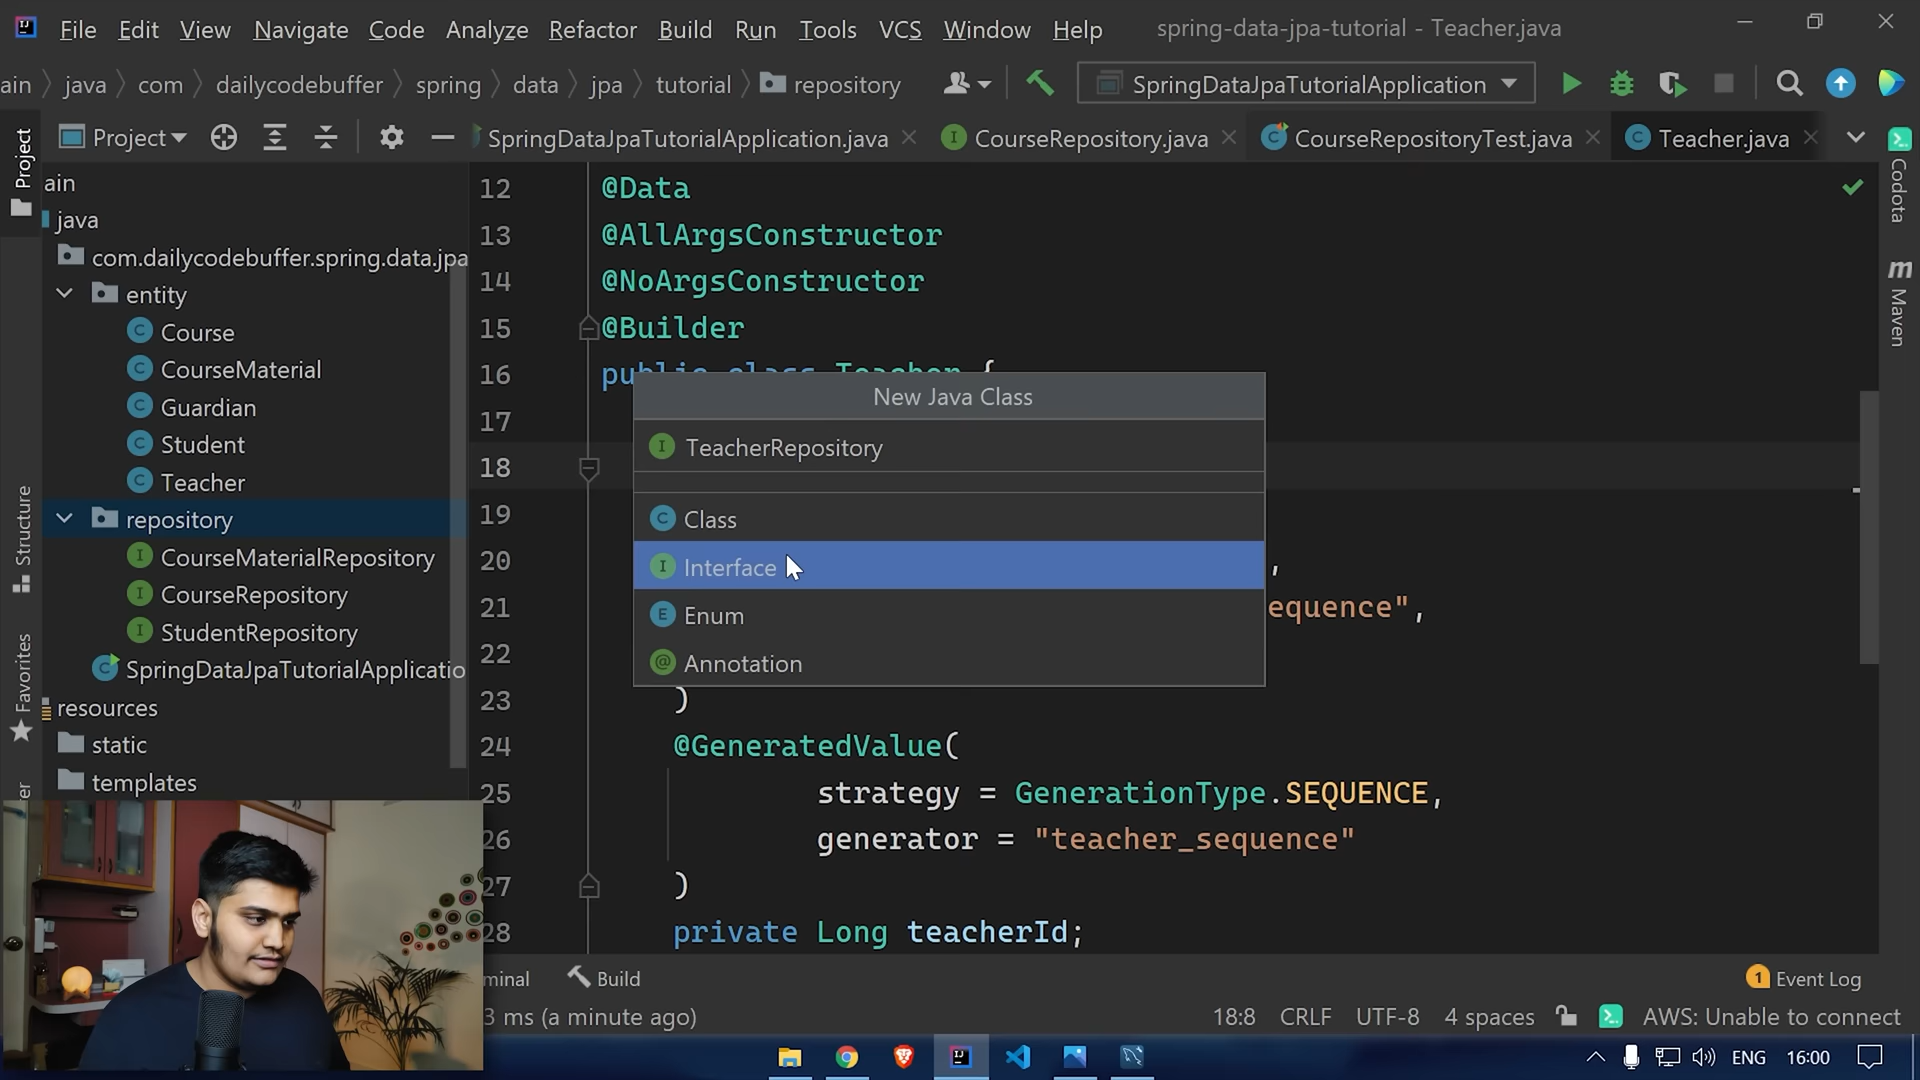 File Edit View Navigate Code Analyze Refactor Build Run Tools VCS Window Help spring-data-jpa-tutorial - Teacher.java
ain java com dailycodebuffer spring data jpa tutorial repository SpringDataJpaTutorialApplication
Project SpringDataJpaTutorialApplication.java CourseRepository.java CourseRepositoryTest.java Teacher.java
Project
Structure
Favorites
Codota
Maven
ain
java
com.dailycodebuffer.spring.data.jpa
entity
Course
CourseMaterial
Guardian
Student
Teacher
repository
CourseMaterialRepository
CourseRepository
StudentRepository
SpringDataJpaTutorialApplicatio
resources
static
templates
12 @Data
13 @AllArgsConstructor
14 @NoArgsConstructor
15 @Builder
16 public class Teacher {
17
18
19
20 ,
21 equence",
22
23 )
24 @GeneratedValue(
25 strategy = GenerationType.SEQUENCE,
26 generator = "teacher_sequence"
27 )
28 private Long teacherId;
New Java Class
TeacherRepository
Class
Interface
Enum
Annotation
minal Build 1 Event Log
3 ms (a minute ago) 18:8 CRLF UTF-8 4 spaces AWS: Unable to connect
ENG 16:00